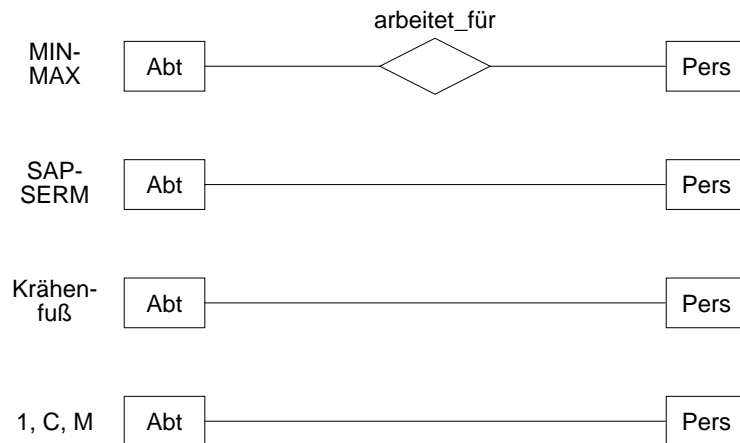 arbeitet_für
MIN-
MAX
Abt
Pers
SAP-
SERM
Abt
Pers
Krähen-
fuß
Abt
Pers
1, C, M
Abt
Pers